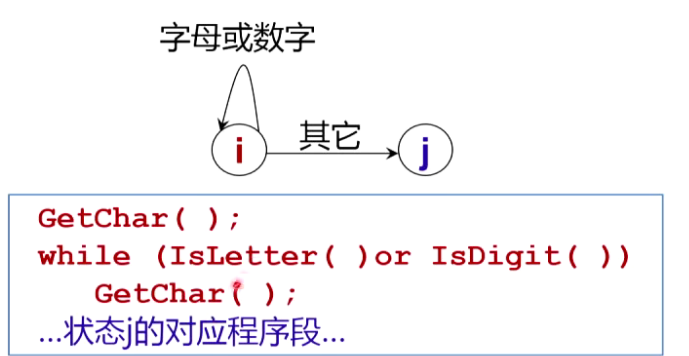 字母或数字
i
其它
j
GetChar( );
while (IsLetter( )or IsDigit( ))
GetChar( );
…状态j的对应程序段…